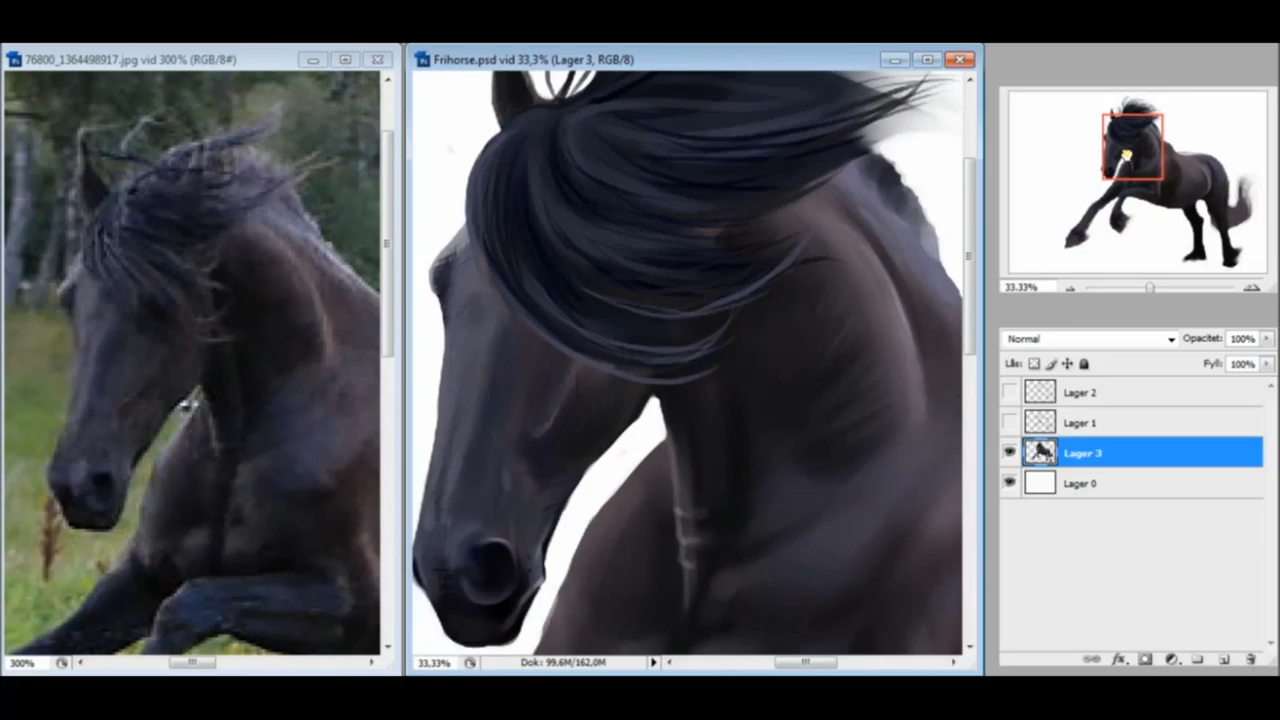 76800_1364498917.jpg vid 300% (RGB/8#)
Frihorse.psd vid 33,3% (Lager 3, RGB/8)
33.33%
Normal
Opacitet: 100%
Lås:
Fyll: 100%
Lager 2
Lager 1
Lager 3
Lager 0
300%
33,33%
Dok: 99,6M/162,0M
fx.